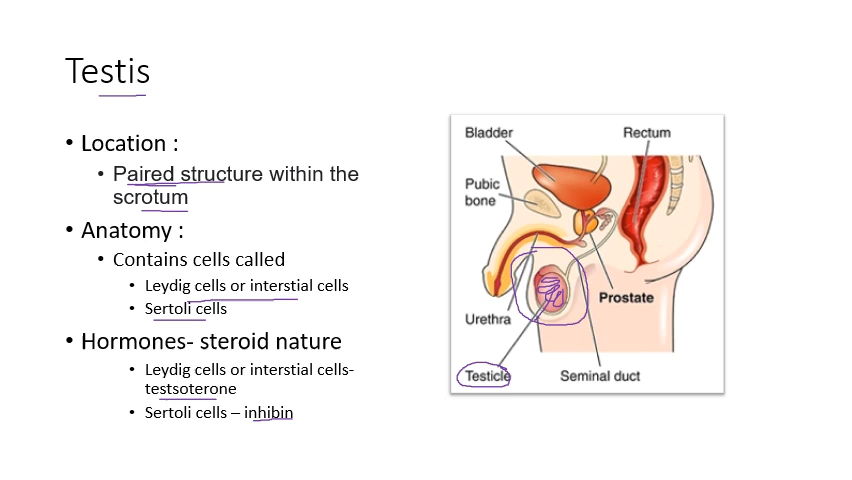 Testis
• Location :
• Paired structure within the
scrotum
• Anatomy :
• Contains cells called
• Leydig cells or interstial cells
• Sertoli cells
• Hormones- steroid nature
• Leydig cells or interstial cells-
testsoterone
• Sertoli cells – inhibin
Bladder
Rectum
Pubic
bone
Prostate
Urethra
Testicle
Seminal duct